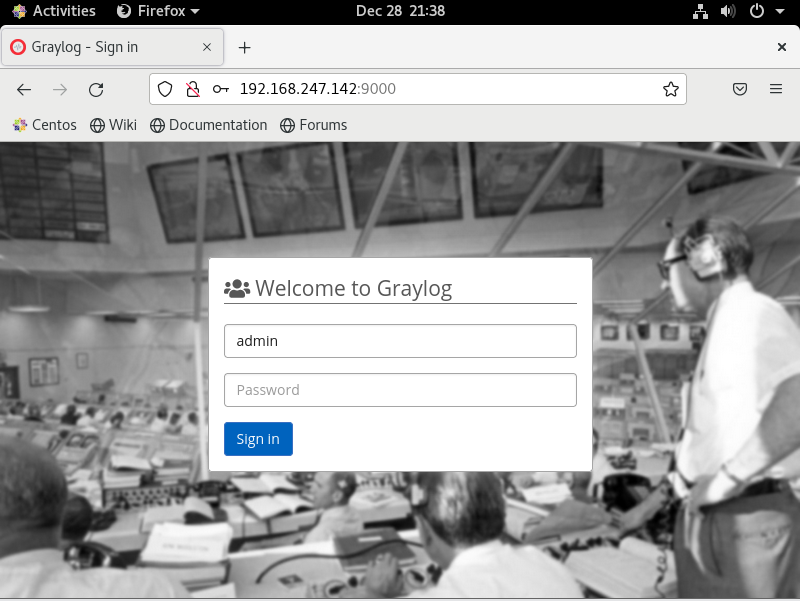 Activities Firefox Dec 28 21:38
Graylog - Sign in
192.168.247.142:9000
Centos Wiki Documentation Forums
Welcome to Graylog
admin
Password
Sign in